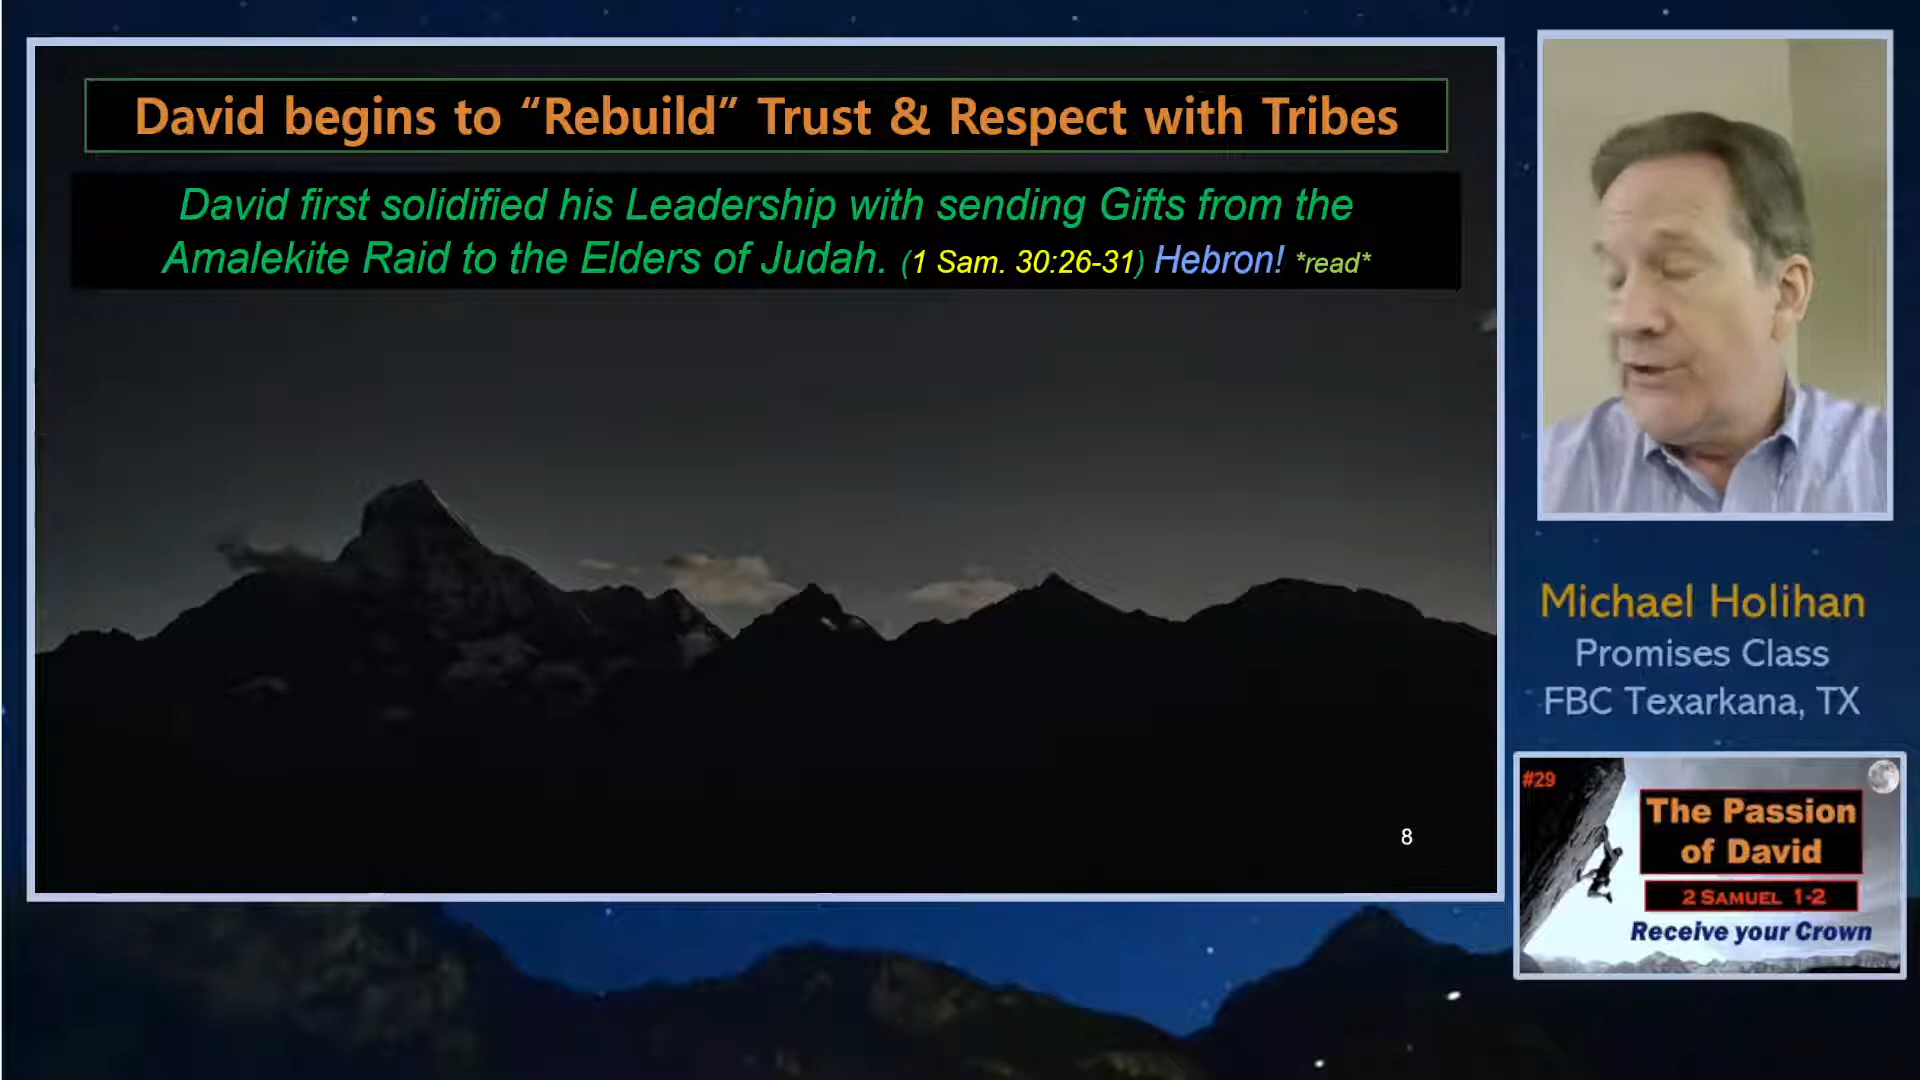 David begins to “Rebuild” Trust & Respect with Tribes
David first solidified his Leadership with sending Gifts from the
Amalekite Raid to the Elders of Judah. (1 Sam. 30:26-31) Hebron! *read*
8
Michael Holihan
Promises Class
FBC Texarkana, TX
#29
The Passion
of David
2 SAMUEL 1-2
Receive your Crown